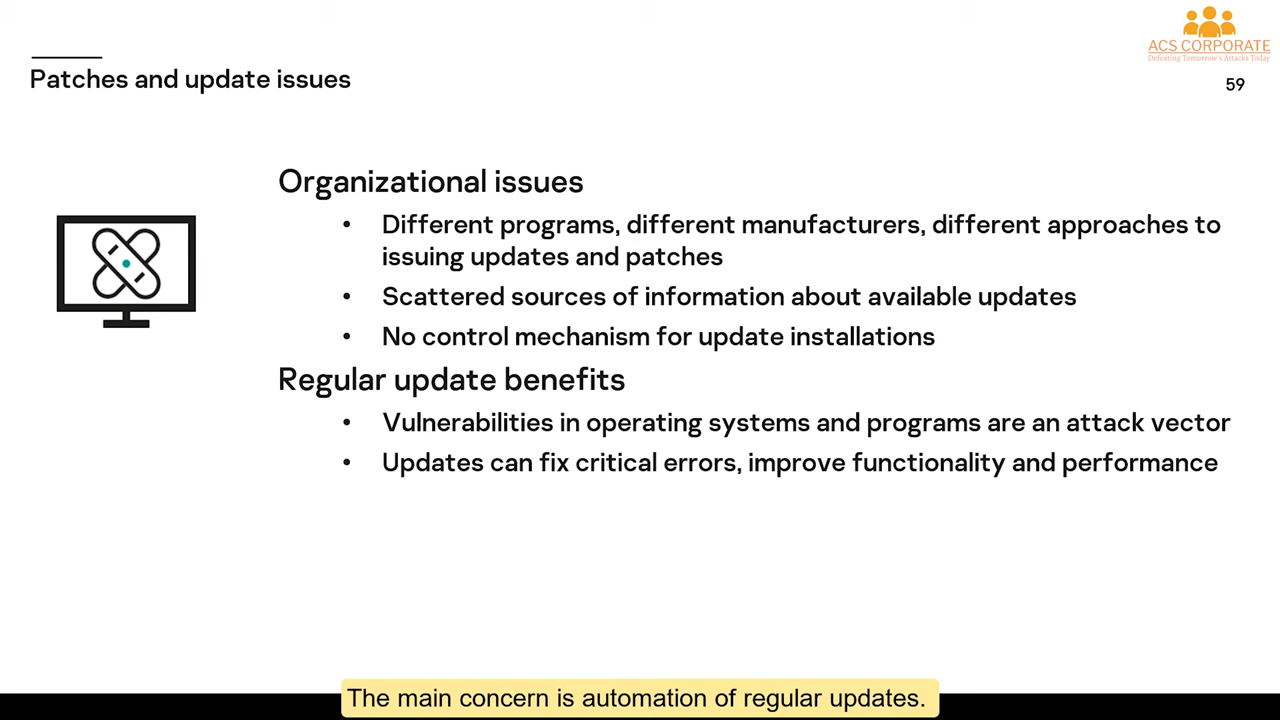 ACS CORPORATE
Defeating Tomorrow's Attacks Today
Patches and update issues
59
Organizational issues
• Different programs, different manufacturers, different approaches to
issuing updates and patches
• Scattered sources of information about available updates
• No control mechanism for update installations
Regular update benefits
• Vulnerabilities in operating systems and programs are an attack vector
• Updates can fix critical errors, improve functionality and performance
The main concern is automation of regular updates.